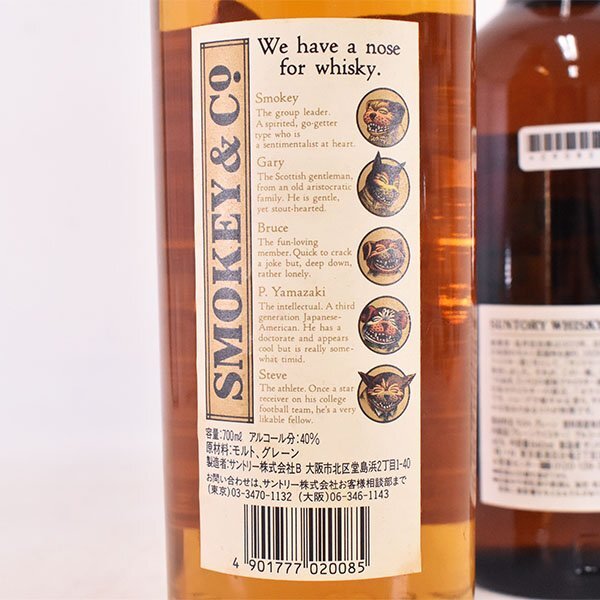 SMOKEY & Co.
We have a nose
for whisky.
Smokey
The group leader.
A spirited, go-getter
type who is
a sentimentalist at heart.
Gary
The Scottish gentleman,
from an old aristocratic
family. He is gentle,
yet stout-hearted.
Bruce
The fun-loving
member. Quick to crack
a joke but, deep down,
rather lonely.
P. Yamazaki
The intellectual. A third
generation Japanese-
American. He has a
doctorate and appears
cool but is really some-
what timid.
Steve
The athlete. Once a star
receiver on his college
football team, he's a very
likable fellow.
容量:700mℓ アルコール分:40%
原材料:モルト、グレーン
製造者:サントリー株式会社B 大阪市北区堂島浜2丁目1-40
お問い合わせは、サントリー株式会社お客様相談部まで
(東京)03-3470-1132 (大阪)06-346-1143
4 901777 020085
SUNTORY WHISKY